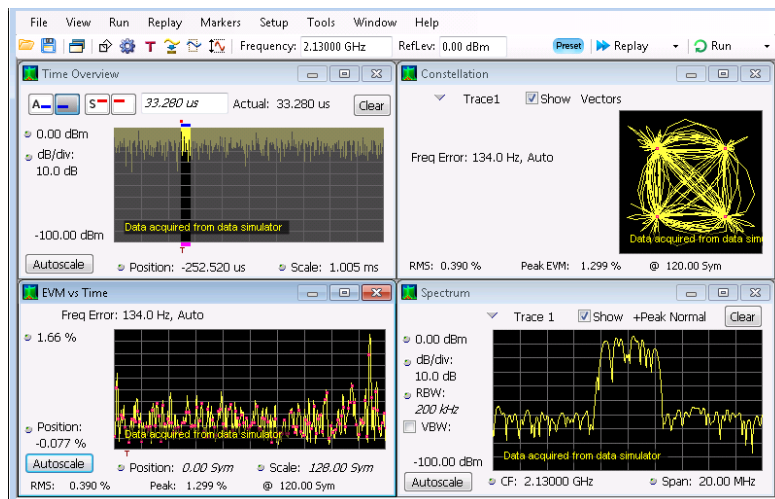 File View Run Replay Markers Setup Tools Window Help
T Frequency: 2.13000 GHz RefLev: 0.00 dBm Preset Replay Run
Time Overview
A S 33.280 us Actual: 33.280 us Clear
0.00 dBm
dB/div:
10.0 dB
-100.00 dBm
Data acquired from data simulator
T
Autoscale Position: -252.520 us Scale: 1.005 ms
Constellation
Trace1 Show Vectors
Freq Error: 134.0 Hz, Auto
Data acquired from data sim
RMS: 0.390 % Peak EVM: 1.299 % @ 120.00 Sym
EVM vs Time
Freq Error: 134.0 Hz, Auto
1.66 %
Position:
-0.077 %
Data acquired from data simulator
T
Autoscale Position: 0.00 Sym Scale: 128.00 Sym
RMS: 0.390 % Peak: 1.299 % @ 120.00 Sym
Spectrum
Trace 1 Show +Peak Normal Clear
0.00 dBm
dB/div:
10.0 dB
RBW:
200 kHz
VBW:
-100.00 dBm
Data acquired from data simulator
Autoscale CF: 2.13000 GHz Span: 20.00 MHz